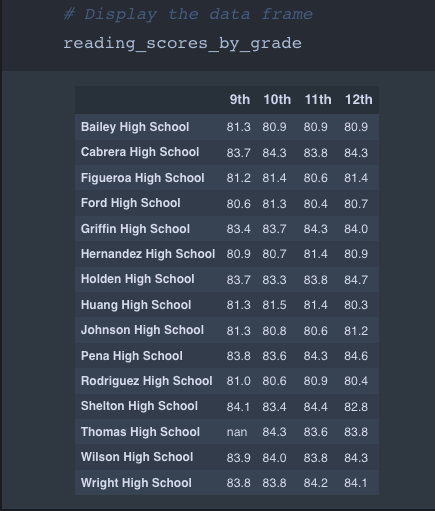 # Display the data frame
reading_scores_by_grade
9th 10th 11th 12th
Bailey High School 81.3 80.9 80.9 80.9
Cabrera High School 83.7 84.3 83.8 84.3
Figueroa High School 81.2 81.4 80.6 81.4
Ford High School 80.6 81.3 80.4 80.7
Griffin High School 83.4 83.7 84.3 84.0
Hernandez High School 80.9 80.7 81.4 80.9
Holden High School 83.7 83.3 83.8 84.7
Huang High School 81.3 81.5 81.4 80.3
Johnson High School 81.3 80.8 80.6 81.2
Pena High School 83.8 83.6 84.3 84.6
Rodriguez High School 81.0 80.6 80.9 80.4
Shelton High School 84.1 83.4 84.4 82.8
Thomas High School nan 84.3 83.6 83.8
Wilson High School 83.9 84.0 83.8 84.3
Wright High School 83.8 83.8 84.2 84.1